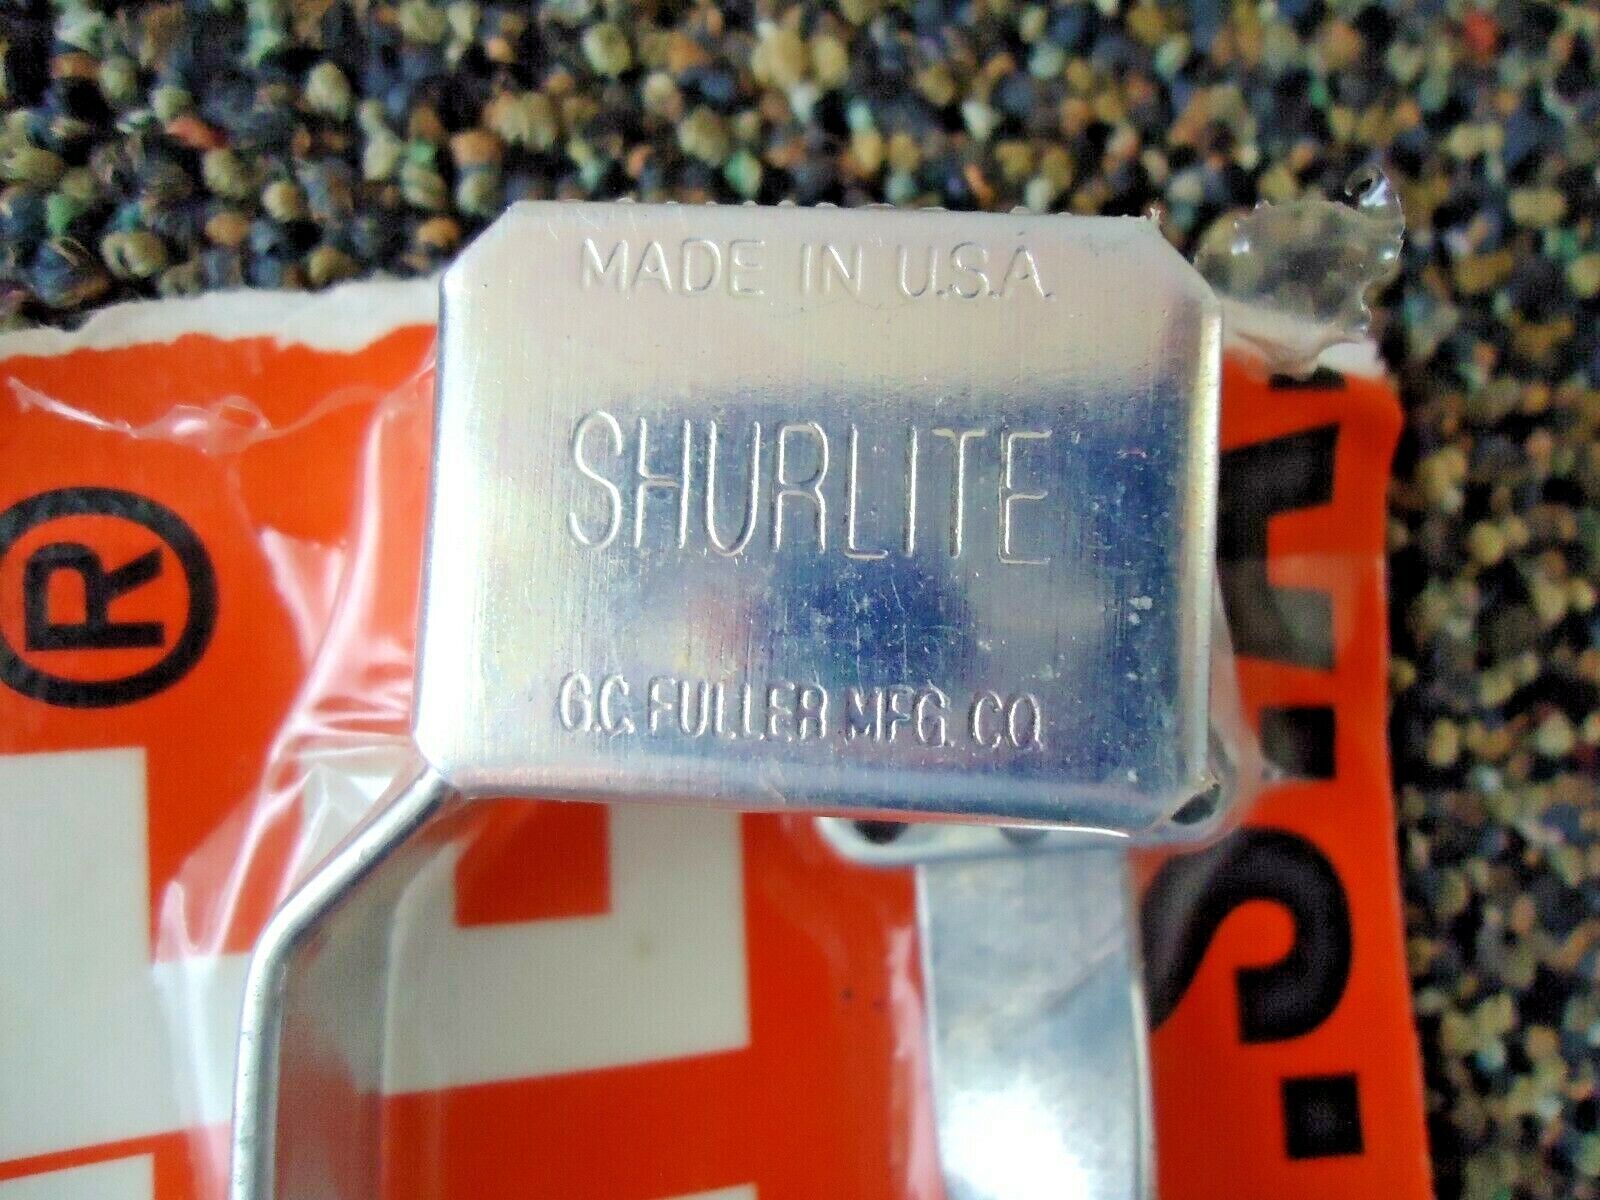 MADE IN U.S.A.
SHURLITE
G.C. FULLER MFG. CO.
®
S.A.